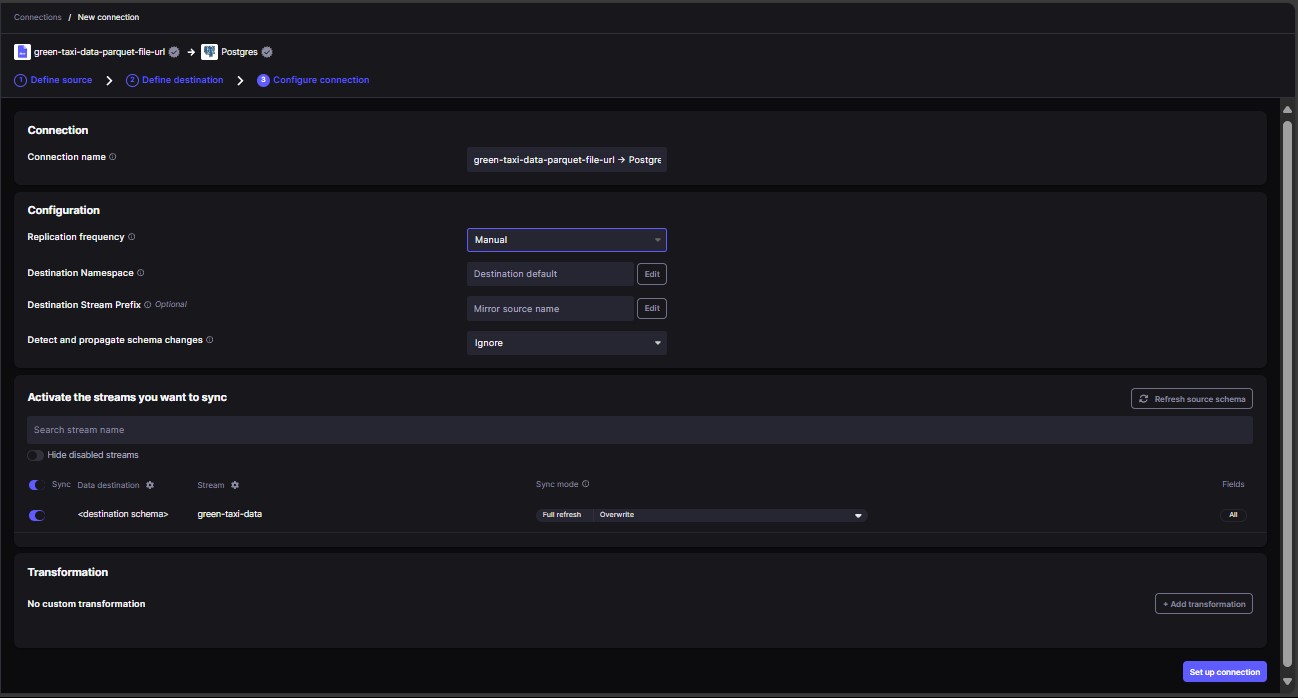 Connections / New connection
green-taxi-data-parquet-file-url → Postgres
1 Define source > 2 Define destination > 3 Configure connection
Connection
Connection name green-taxi-data-parquet-file-url → Postgre
Configuration
Replication frequency Manual
Destination Namespace Destination default Edit
Destination Stream Prefix Optional Mirror source name Edit
Detect and propagate schema changes Ignore
Activate the streams you want to sync Refresh source schema
Search stream name
Hide disabled streams
Sync Data destination Stream Sync mode Fields
<destination schema> green-taxi-data Full refresh Overwrite All
Transformation
No custom transformation + Add transformation
Set up connection